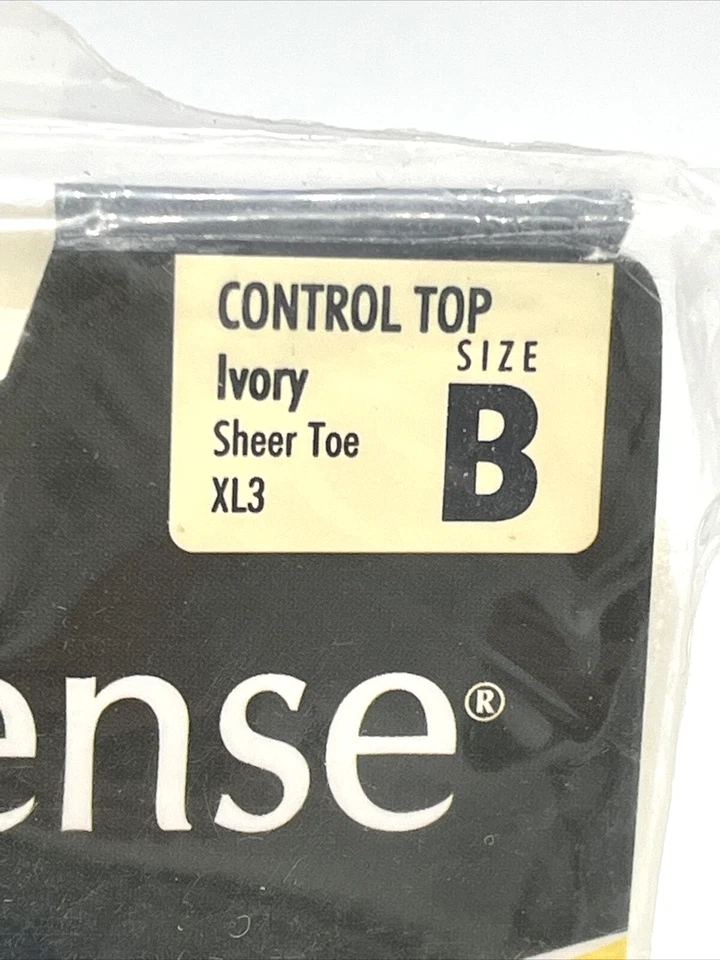 CONTROL TOP
SIZE
Ivory
B
Sheer Toe
XL3
ense®